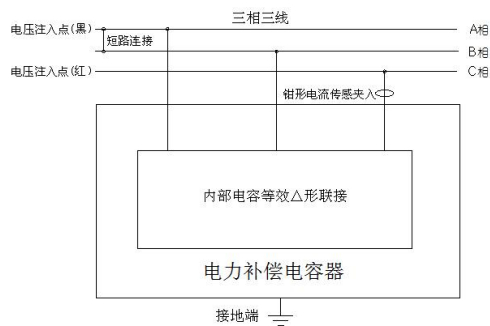 三相三线
电压注入点(黑)
A相
短路连接
B相
电压注入点(红)
C相
钳形电流传感夹入
内部电容等效△形联接
电力补偿电容器
接地端